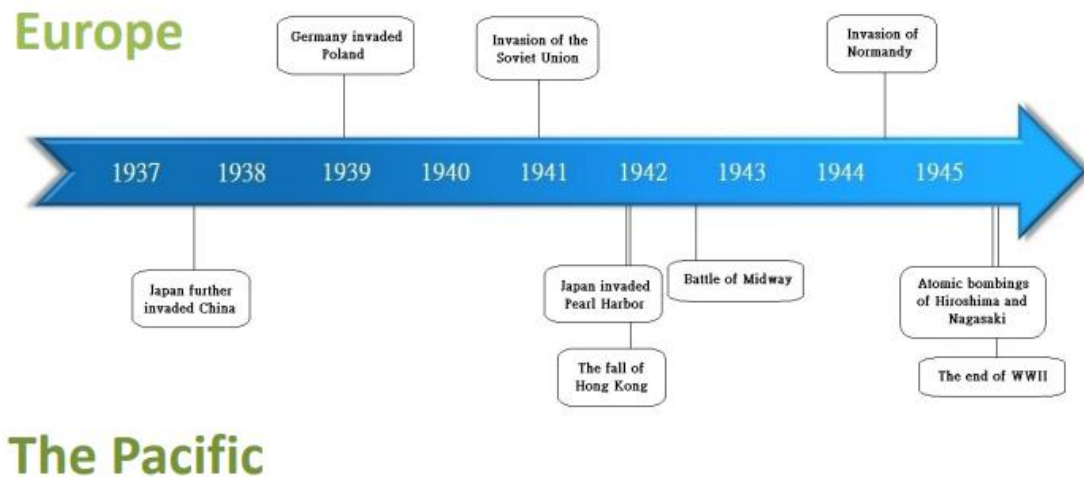 Europe
Germany invaded
Poland
Invasion of the
Soviet Union
Invasion of
Normandy
1937 1938 1939 1940 1941 1942 1943 1944 1945
Japan further
invaded China
Japan invaded
Pearl Harbor
Battle of Midway
Atomic bombings
of Hiroshima and
Nagasaki
The fall of
Hong Kong
The end of WWII
The Pacific